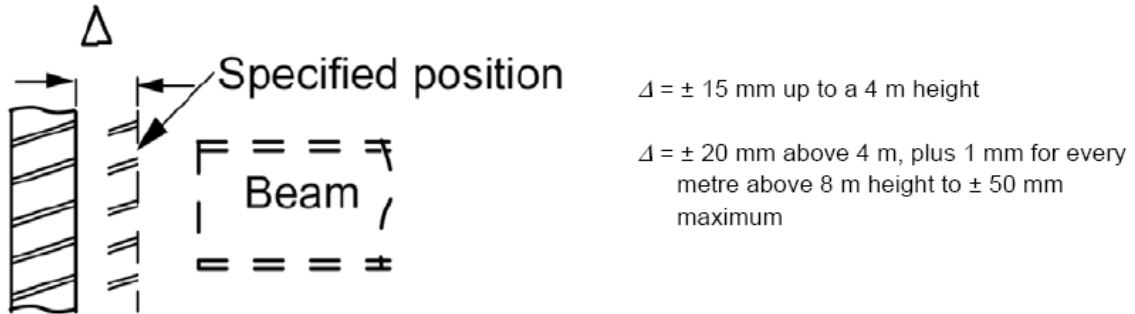 Δ
Specified position
Beam
Δ = ± 15 mm up to a 4 m height
Δ = ± 20 mm above 4 m, plus 1 mm for every
metre above 8 m height to ± 50 mm
maximum